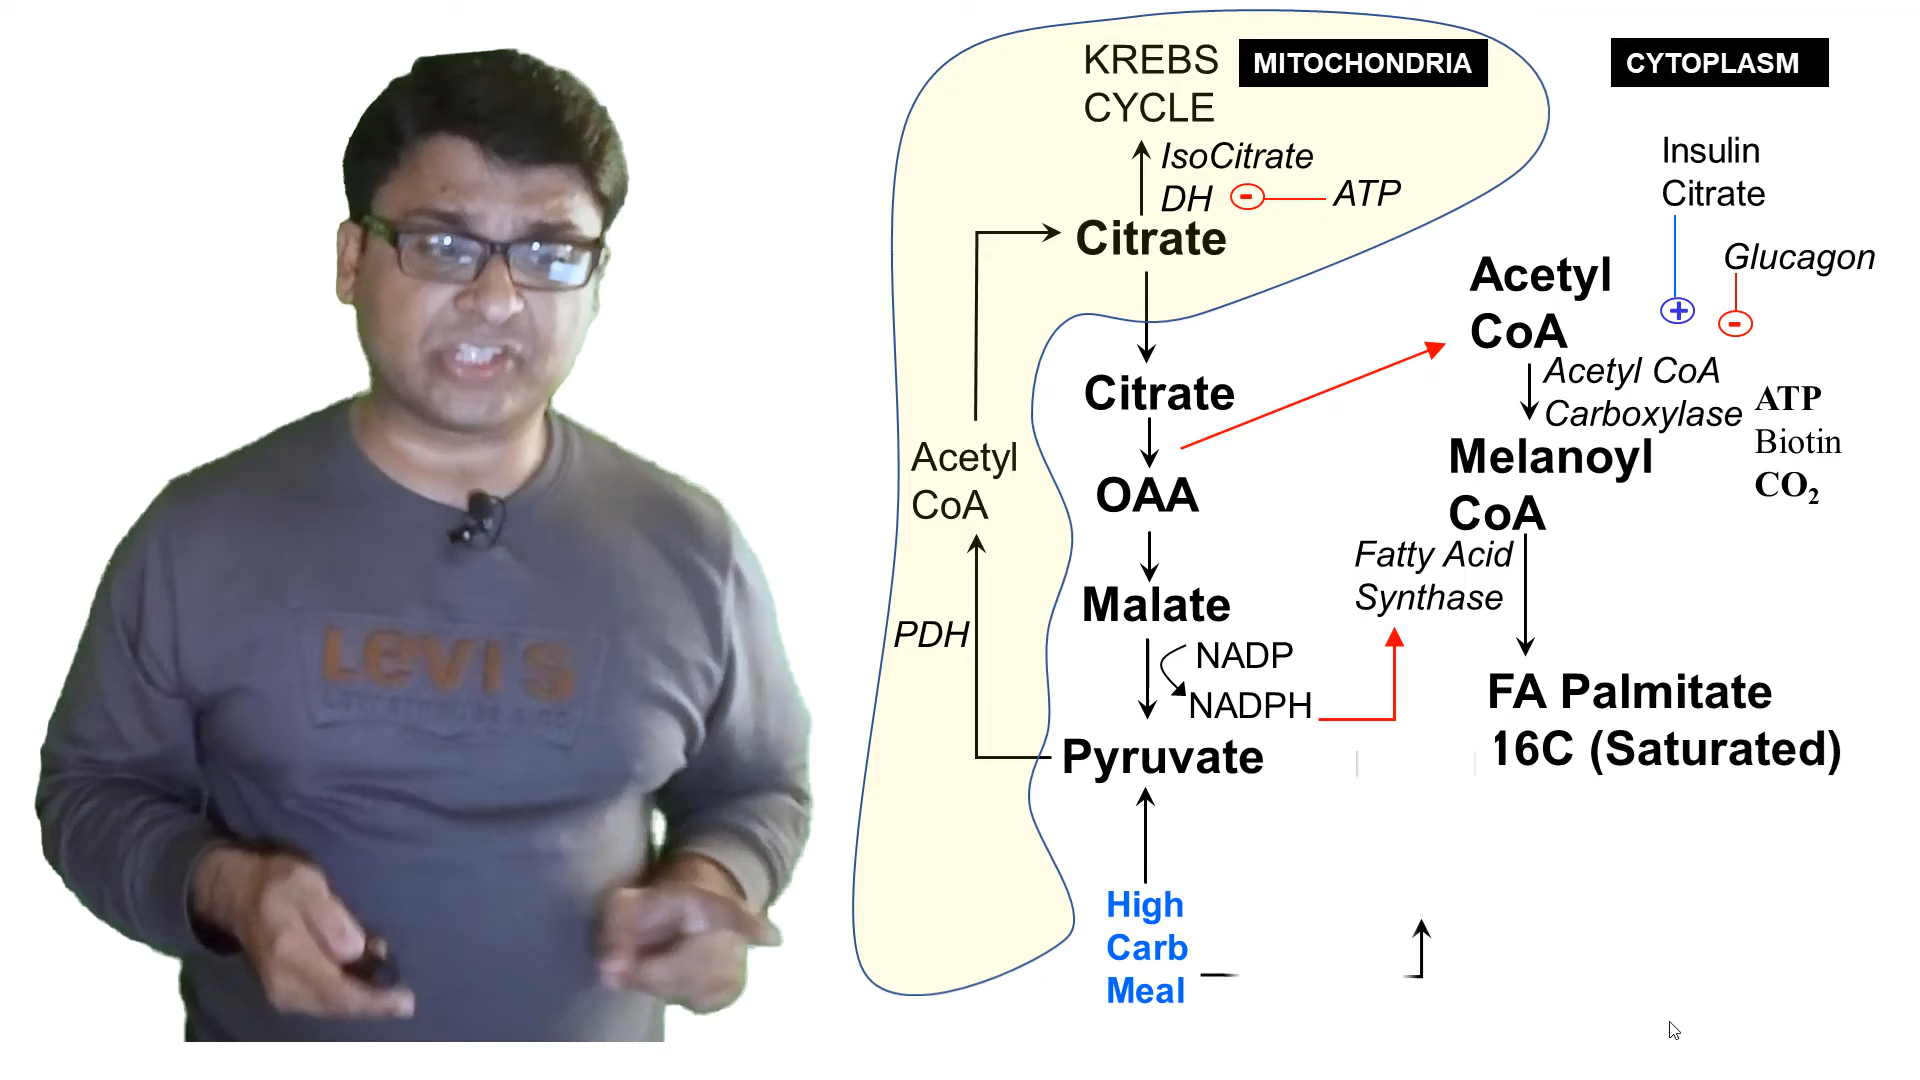 KREBS
CYCLE
MITOCHONDRIA
CYTOPLASM
IsoCitrate
DH - ATP
Citrate
Insulin
Citrate
Glucagon
+
-
Acetyl
CoA
Acetyl CoA
Carboxylase
ATP
Biotin
CO₂
Melanoyl
CoA
Fatty Acid
Synthase
FA Palmitate
16C (Saturated)
Citrate
OAA
Malate
NADP
NADPH
Pyruvate
Acetyl
CoA
PDH
High
Carb
Meal
LEVI'S